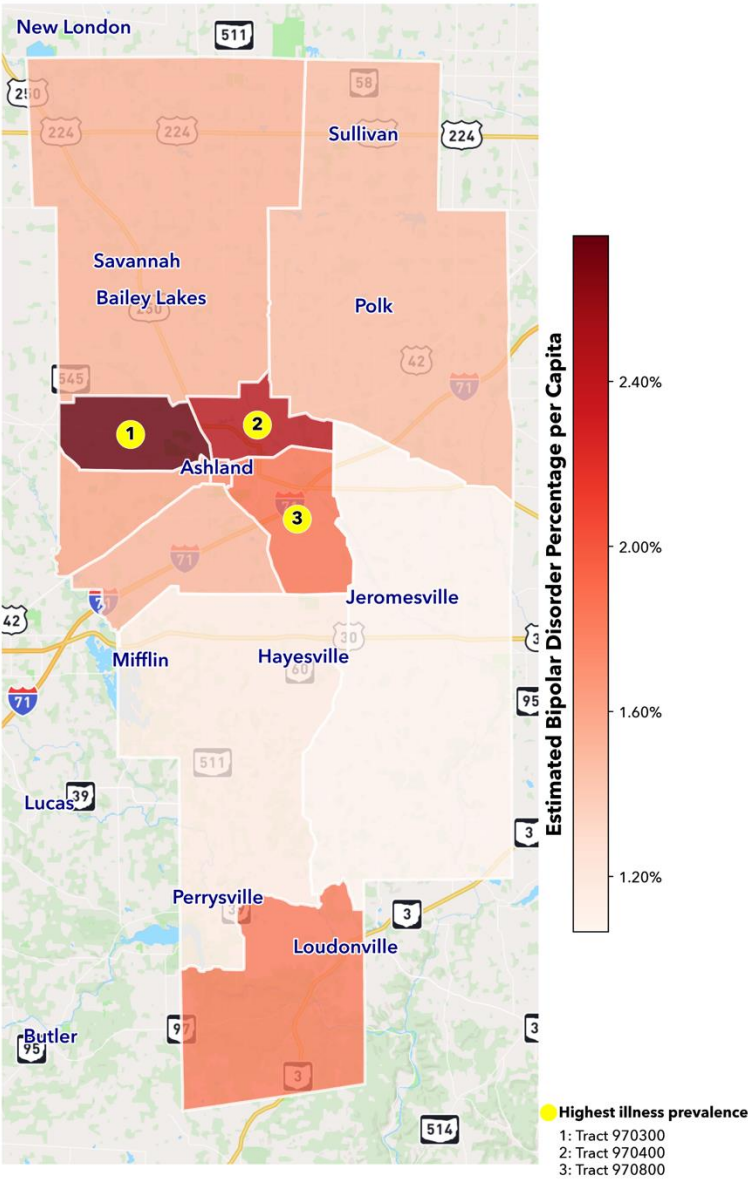 New London
511
250
58
224
224
Sullivan
224
Savannah
Bailey Lakes
250
Polk
42
545
71
1
2
Ashland
3
71
71
42
Jeromesville
30
3
Mifflin
Hayesville
60
71
95
511
Lucas
39
3
Perrysville
3
Loudonville
97
3
Butler
95
3
514
Estimated Bipolar Disorder Percentage per Capita
2.40%
2.00%
1.60%
1.20%
Highest illness prevalence
1: Tract 970300
2: Tract 970400
3: Tract 970800